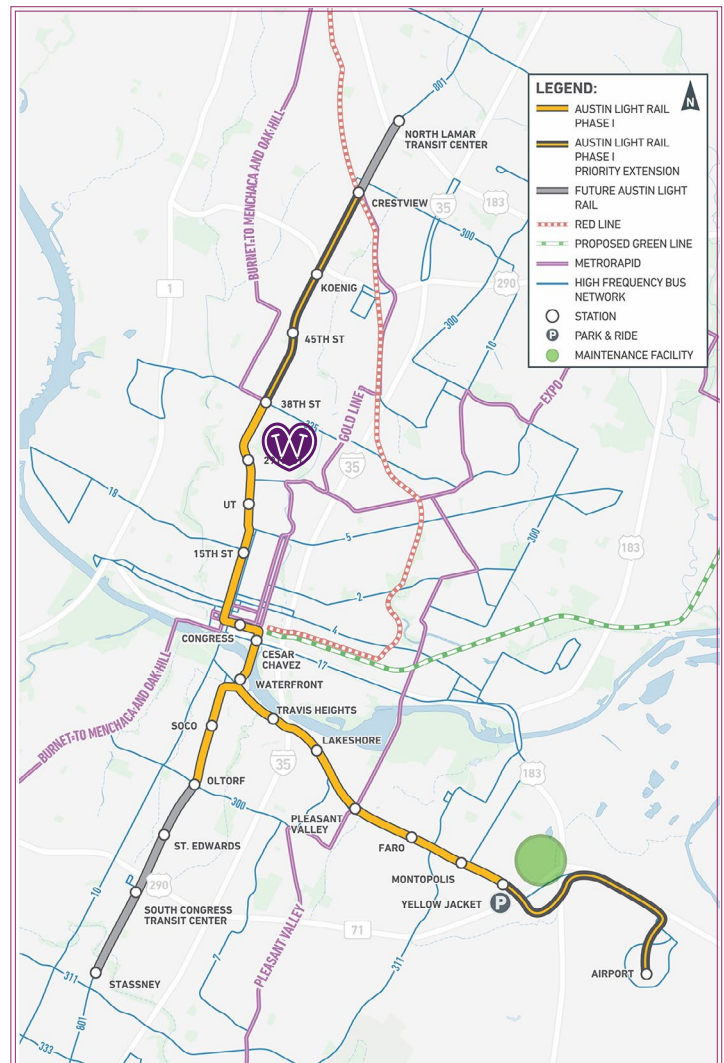 801
BURNET TO MENCHACA AND OAK HILL
NORTH LAMAR
TRANSIT CENTER
LEGEND:
N
AUSTIN LIGHT RAIL
PHASE I
AUSTIN LIGHT RAIL
PHASE I
PRIORITY EXTENSION
FUTURE AUSTIN LIGHT
RAIL
RED LINE
PROPOSED GREEN LINE
METRORAPID
HIGH FREQUENCY BUS
NETWORK
STATION
P
PARK & RIDE
MAINTENANCE FACILITY
CRESTVIEW
35
183
300
290
1
KOENIG
300
10
45TH ST
EXPO
38TH ST
GOLD LINE
W
35
UT
18
5
300
183
15TH ST
2
4
CONGRESS
CESAR
CHAVEZ
17
BURNET TO MENCHACA AND OAK HILL
WATERFRONT
TRAVIS HEIGHTS
SOCO
LAKESHORE
35
183
OLTORF
300
PLEASANT
VALLEY
ST. EDWARDS
FARO
MONTOPOLIS
10
290
YELLOW JACKET
P
SOUTH CONGRESS
TRANSIT CENTER
71
PLEASANT VALLEY
7
311
311
STASSNEY
AIRPORT
801
333